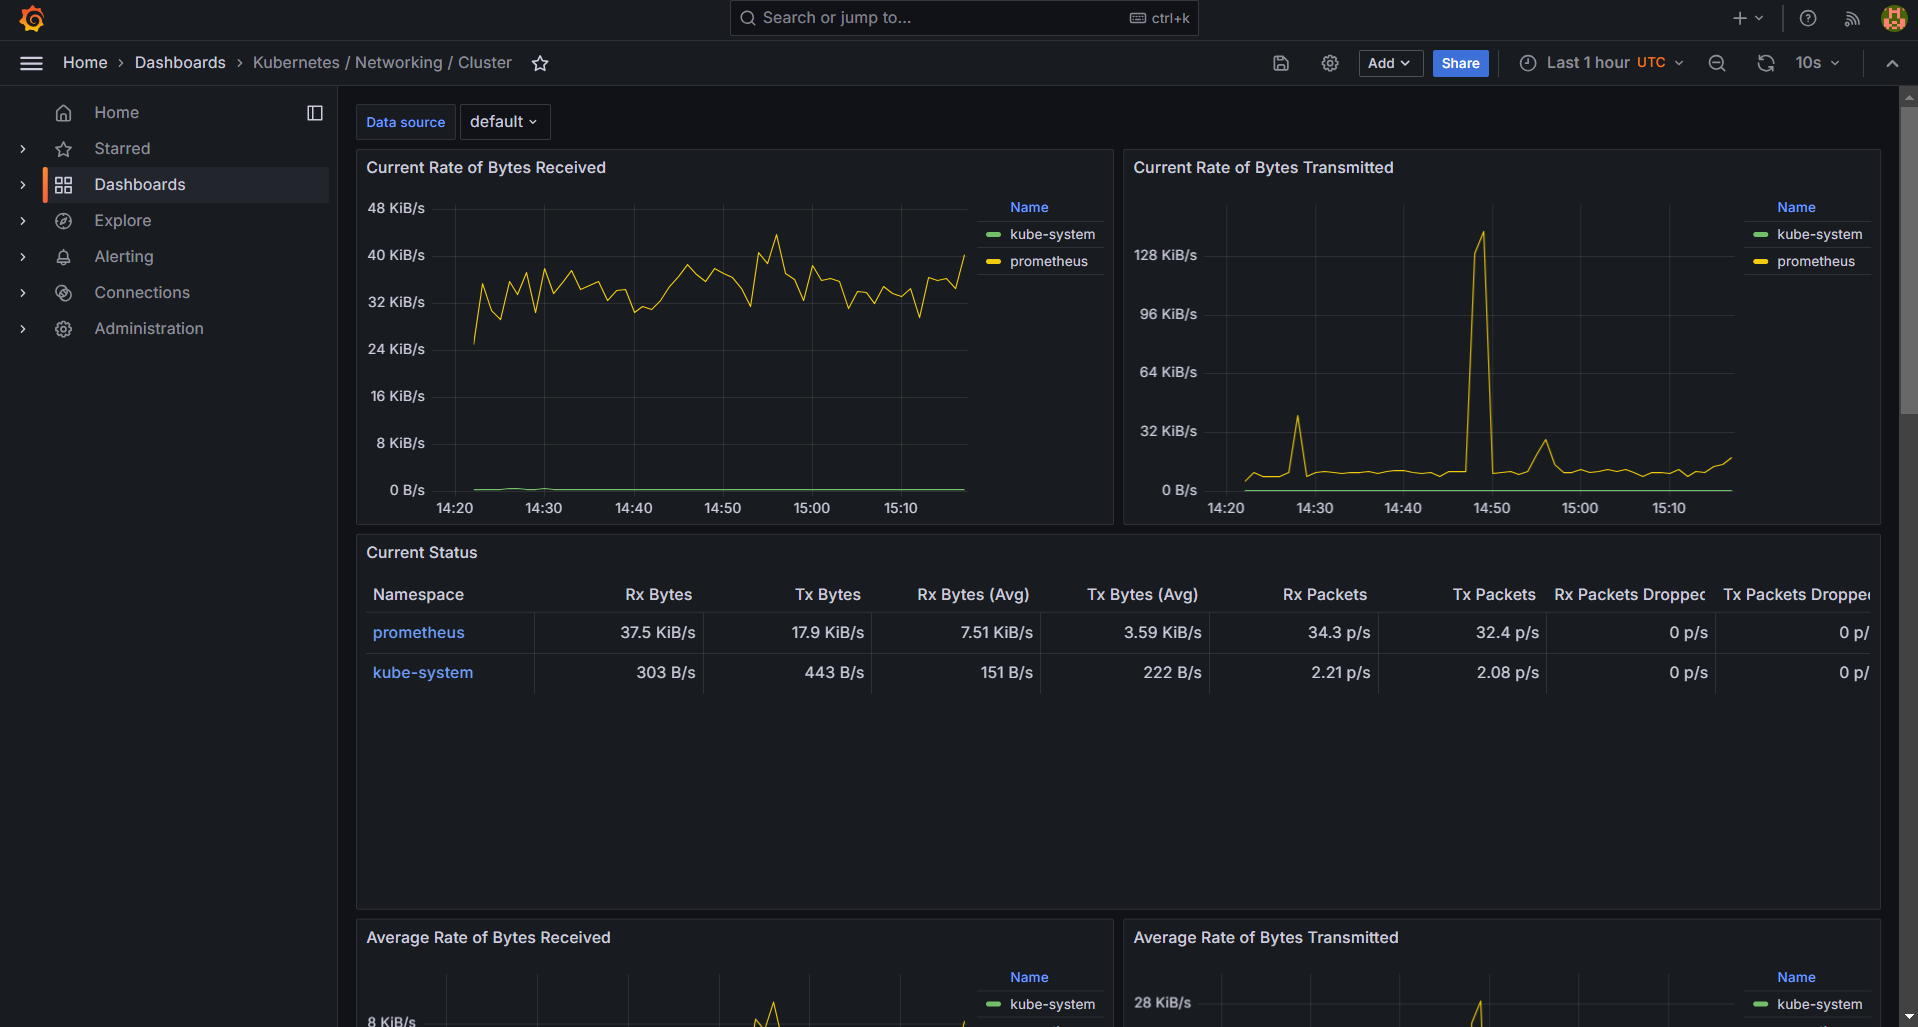 Search or jump to... ctrl+k
Home › Dashboards › Kubernetes / Networking / Cluster
Add Share Last 1 hour UTC 10s
Home
Starred
Dashboards
Explore
Alerting
Connections
Administration
Data source default
Current Rate of Bytes Received
48 KiB/s
40 KiB/s
32 KiB/s
24 KiB/s
16 KiB/s
8 KiB/s
0 B/s
14:20 14:30 14:40 14:50 15:00 15:10
Name
kube-system
prometheus
Current Rate of Bytes Transmitted
128 KiB/s
96 KiB/s
64 KiB/s
32 KiB/s
0 B/s
14:20 14:30 14:40 14:50 15:00 15:10
Name
kube-system
prometheus
Current Status
Namespace Rx Bytes Tx Bytes Rx Bytes (Avg) Tx Bytes (Avg) Rx Packets Tx Packets Rx Packets Dropped Tx Packets Dropped
prometheus 37.5 KiB/s 17.9 KiB/s 7.51 KiB/s 3.59 KiB/s 34.3 p/s 32.4 p/s 0 p/s 0 p/
kube-system 303 B/s 443 B/s 151 B/s 222 B/s 2.21 p/s 2.08 p/s 0 p/s 0 p/
Average Rate of Bytes Received
8 KiB/s
Name
kube-system
Average Rate of Bytes Transmitted
28 KiB/s
Name
kube-system